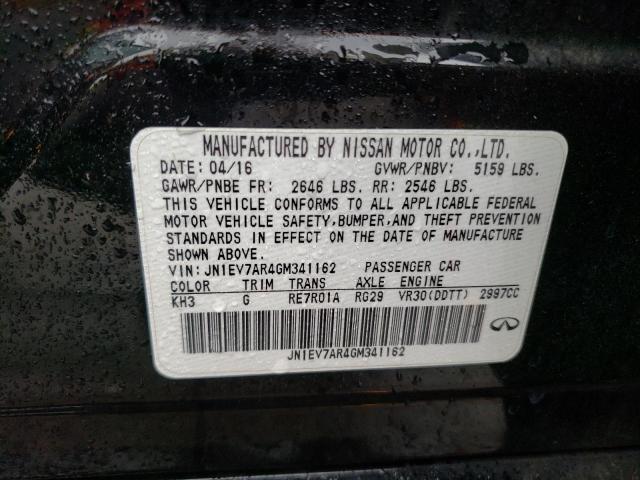 MANUFACTURED BY NISSAN MOTOR CO.,LTD.
DATE: 04/16 GVWR/PNBV: 5159 LBS.
GAWR/PNBE FR: 2646 LBS. RR: 2546 LBS.
THIS VEHICLE CONFORMS TO ALL APPLICABLE FEDERAL
MOTOR VEHICLE SAFETY,BUMPER,AND THEFT PREVENTION
STANDARDS IN EFFECT ON THE DATE OF MANUFACTURE
SHOWN ABOVE.
VIN: JN1EV7AR4GM341162 PASSENGER CAR
COLOR TRIM TRANS AXLE ENGINE
KH3 G RE7R01A RG29 VR30(DDTT) 2997CC
JN1EV7AR4GM341162